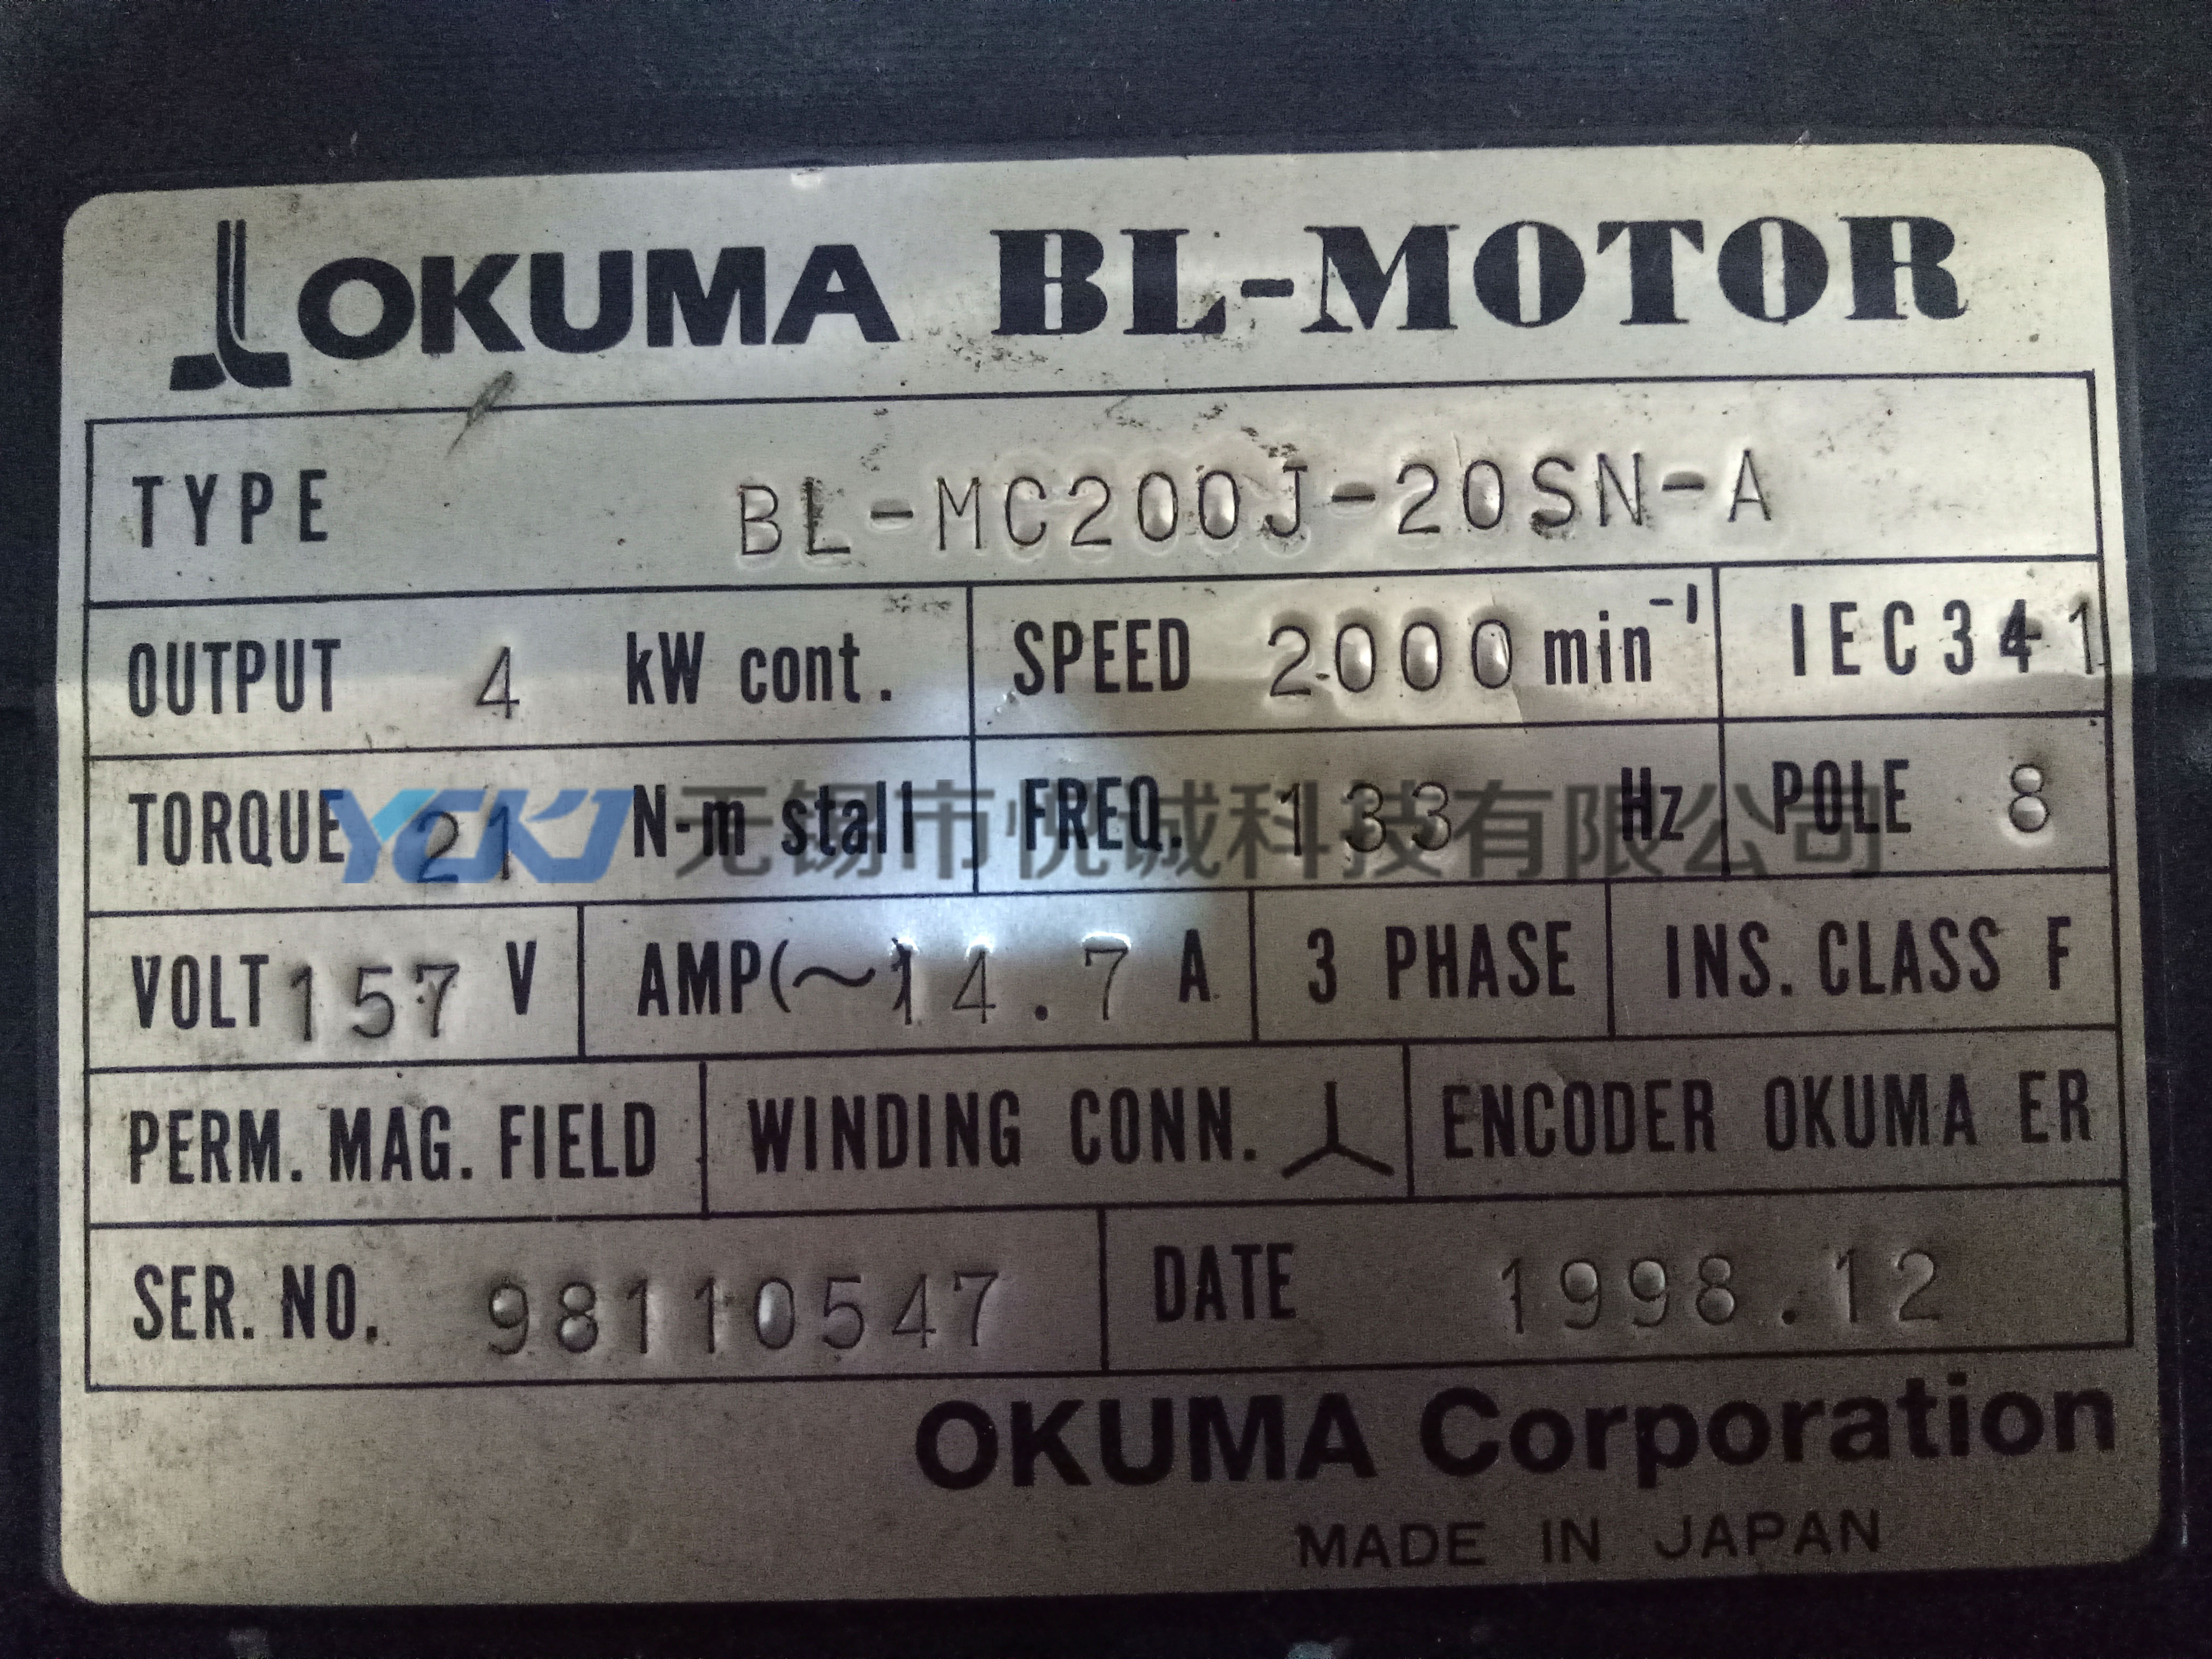 OKUMA BL-MOTOR
TYPE BL-MC200J-20SN-A
OUTPUT 4 kW cont. SPEED 2000 min⁻¹ IEC34-1
TORQUE 21 N-m stall FREQ. 133 Hz POLE 8
YCKJ 无锡市悦诚科技有限公司
VOLT 157 V AMP(~) 14.7 A 3 PHASE INS. CLASS F
PERM. MAG. FIELD WINDING CONN. ENCODER OKUMA ER
SER. NO. 98110547 DATE 1998.12
OKUMA Corporation
MADE IN JAPAN